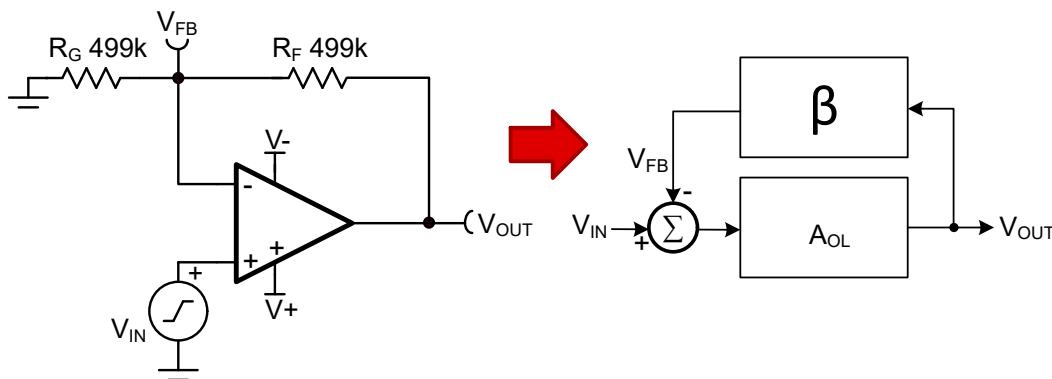 V_FB
R_G 499k
R_F 499k
V-
-
+
+
V_OUT
+
V+
V_IN
β
V_FB
-
V_IN
+
Σ
A_OL
V_OUT